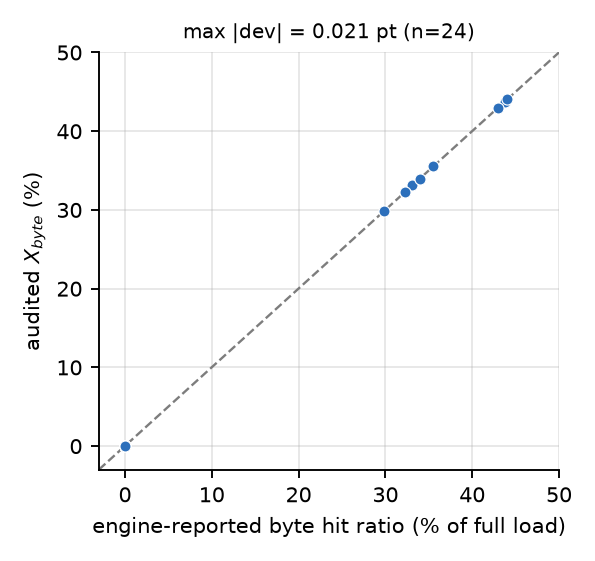 max |dev| = 0.021 pt (n=24)
50
40
30
20
10
0
audited X_byte (%)
0 10 20 30 40 50
engine-reported byte hit ratio (% of full load)